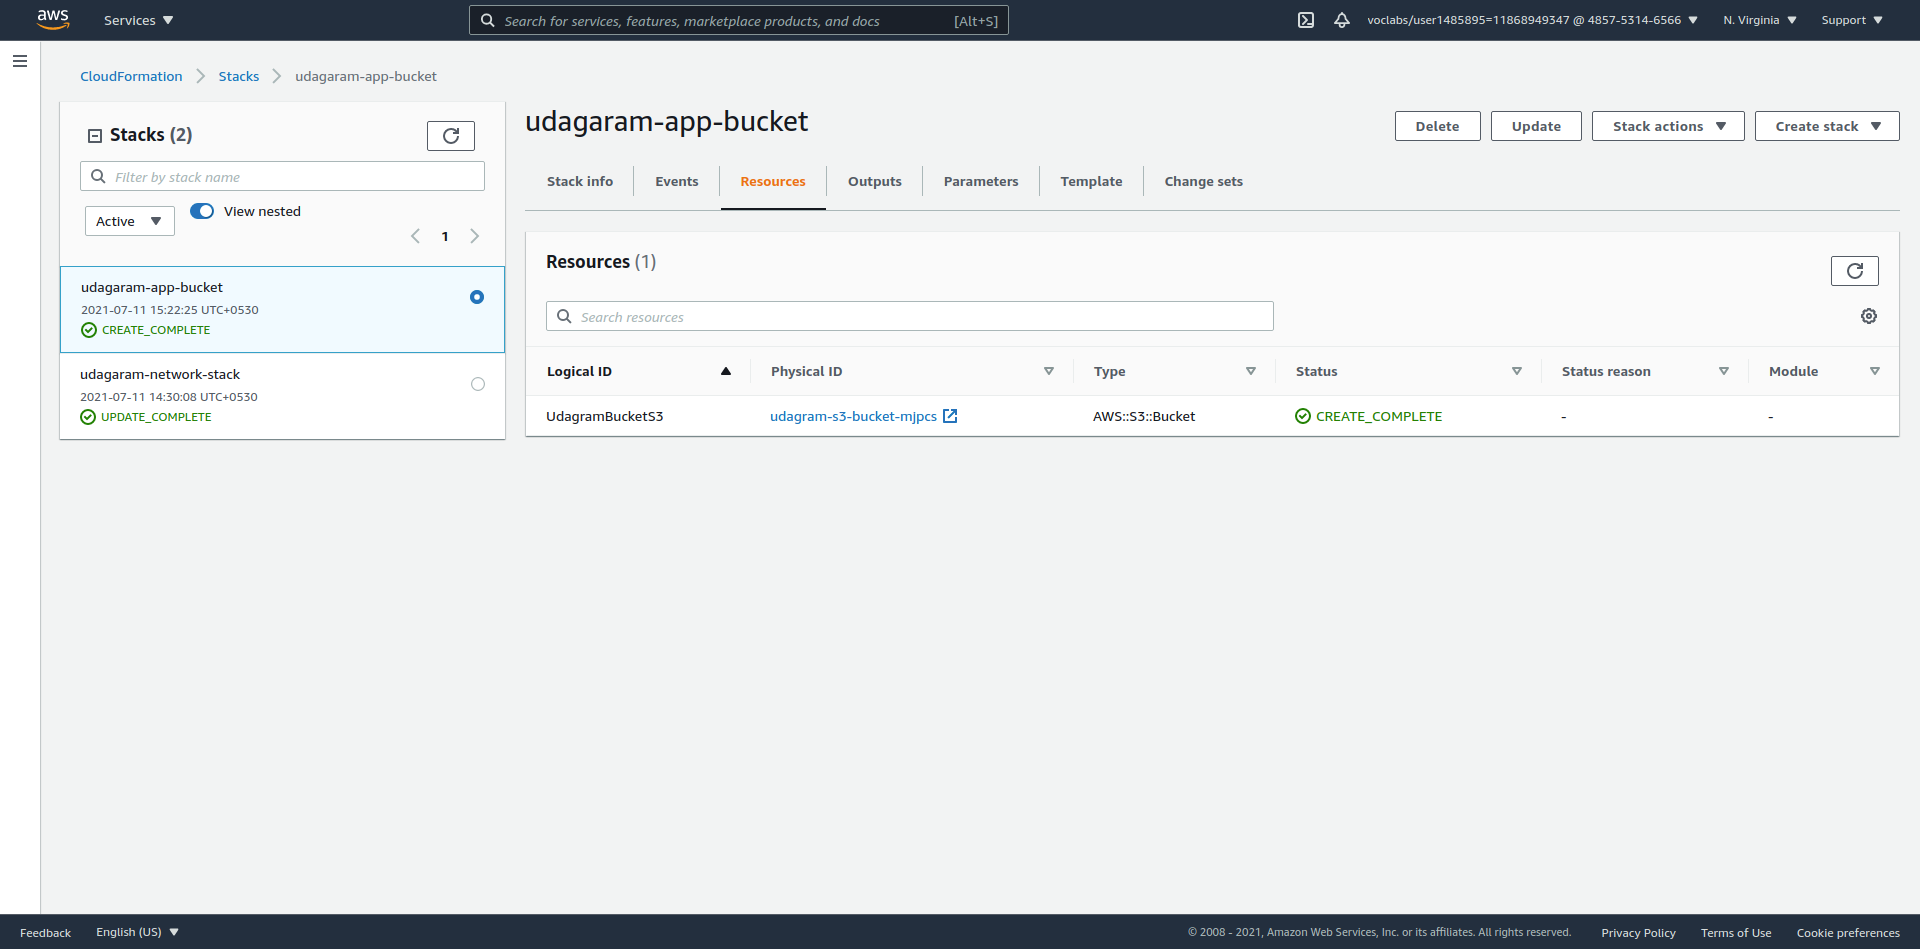 aws Services Search for services, features, marketplace products, and docs [Alt+S] voclabs/user1485895=11868949347 @ 4857-5314-6566 N. Virginia Support
CloudFormation Stacks udagaram-app-bucket
Stacks (2)
Filter by stack name
Active View nested
1
udagaram-app-bucket
2021-07-11 15:22:25 UTC+0530
CREATE_COMPLETE
udagaram-network-stack
2021-07-11 14:30:08 UTC+0530
UPDATE_COMPLETE
udagaram-app-bucket
Delete Update Stack actions Create stack
Stack info Events Resources Outputs Parameters Template Change sets
Resources (1)
Search resources
Logical ID Physical ID Type Status Status reason Module
UdagramBucketS3 udagram-s3-bucket-mjpcs AWS::S3::Bucket CREATE_COMPLETE - -
Feedback English (US) © 2008 - 2021, Amazon Web Services, Inc. or its affiliates. All rights reserved. Privacy Policy Terms of Use Cookie preferences